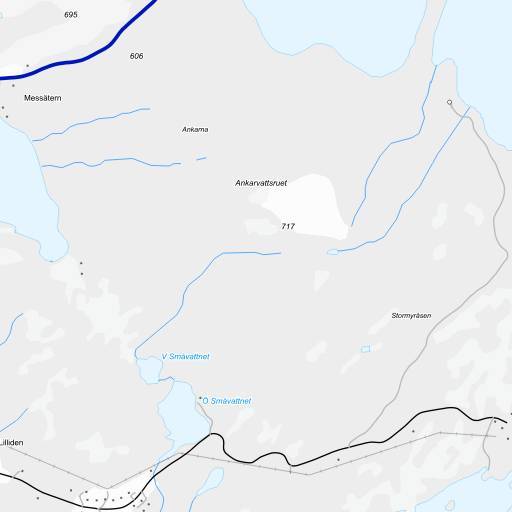 695
606
Messätern
Ankarna
Ankarvattsruet
717
Stormyråsen
V Småvattnet
Ö Småvattnet
Lilliden